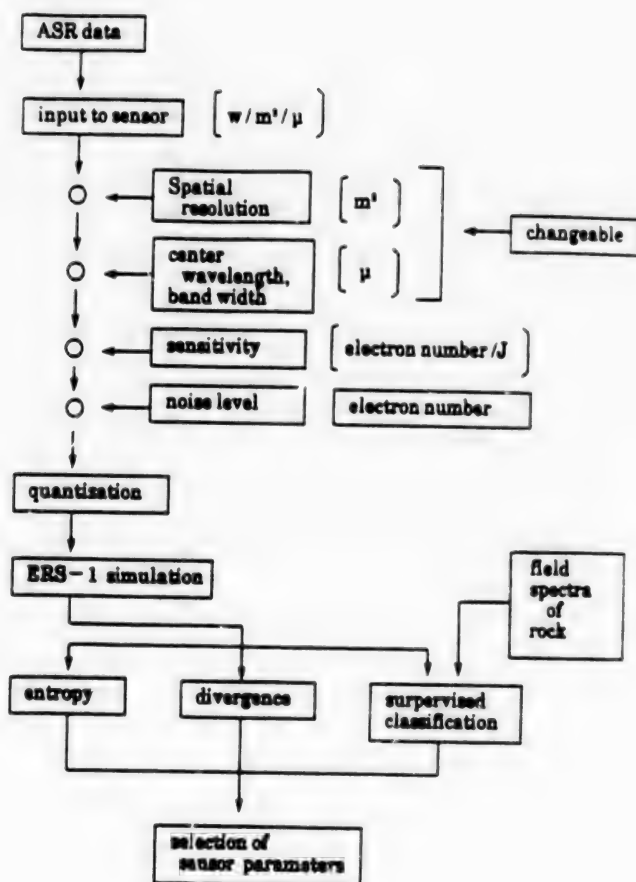 ASR data
input to sensor
w/m²/μ
Spatial
resolution
m²
changeable
center
wavelength,
band width
μ
sensitivity
electron number/J
noise level
electron number
quantization
ERS-1 simulation
field
spectra
of
rock
entropy
divergence
surpervised
classification
selection of
sensor parameters